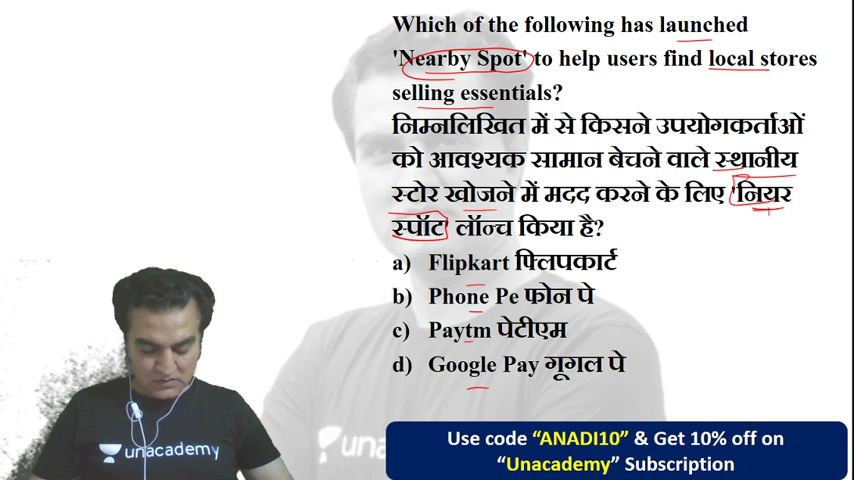 Which of the following has launched
'Nearby Spot' to help users find local stores
selling essentials?
निम्नलिखित में से किसने उपयोगकर्ताओं
को आवश्यक सामान बेचने वाले स्थानीय
स्टोर खोजने में मदद करने के लिए 'नियर
स्पॉट' लॉन्च किया है?
a) Flipkart फ्लिपकार्ट
b) Phone Pe फोन पे
c) Paytm पेटीएम
d) Google Pay गूगल पे
unacademy
una
Use code “ANADI10” & Get 10% off on
“Unacademy” Subscription